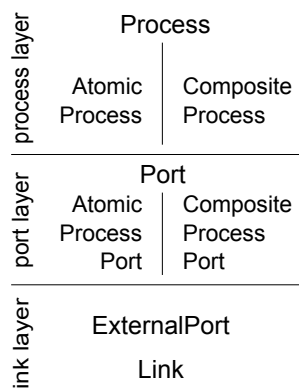 process layer
Process
Atomic Composite
Process Process
port layer
Port
Atomic Composite
Process Process
Port Port
ink layer
ExternalPort
Link